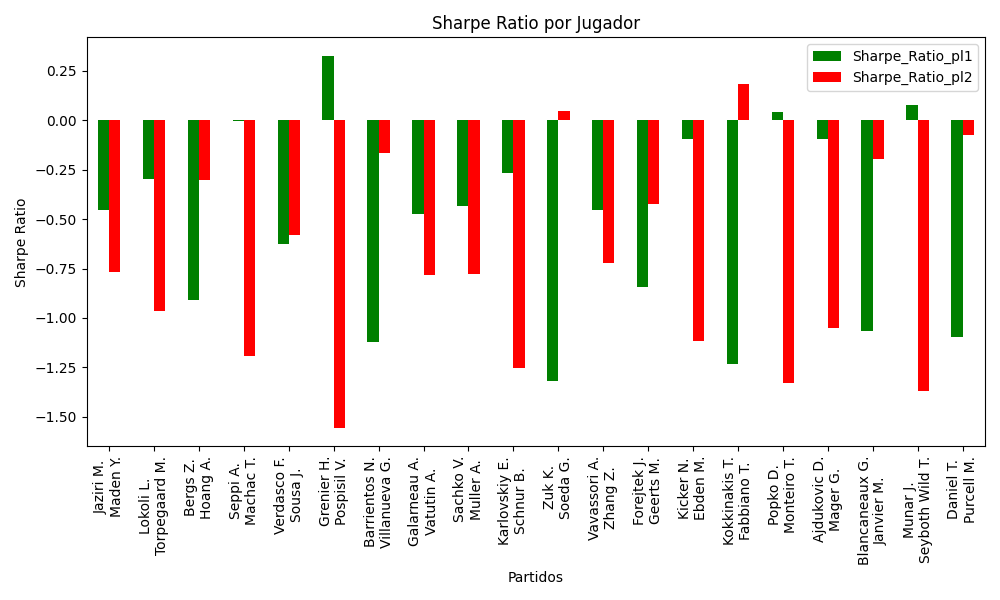 Sharpe Ratio por Jugador
Sharpe_Ratio_pl1
Sharpe_Ratio_pl2
Sharpe Ratio
0.25
0.00
−0.25
−0.50
−0.75
−1.00
−1.25
−1.50
Jaziri M.
Maden Y.
Lokoli L.
Torpegaard M.
Bergs Z.
Hoang A.
Seppi A.
Machac T.
Verdasco F.
Sousa J.
Grenier H.
Pospisil V.
Barrientos N.
Villanueva G.
Galarneau A.
Vatutin A.
Sachko V.
Muller A.
Karlovskiy E.
Schnur B.
Zuk K.
Soeda G.
Vavassori A.
Zhang Z.
Forejtek J.
Geerts M.
Kicker N.
Ebden M.
Kokkinakis T.
Fabbiano T.
Popko D.
Monteiro T.
Ajdukovic D.
Mager G.
Blancaneaux G.
Janvier M.
Munar J.
Seyboth Wild T.
Daniel T.
Purcell M.
Partidos